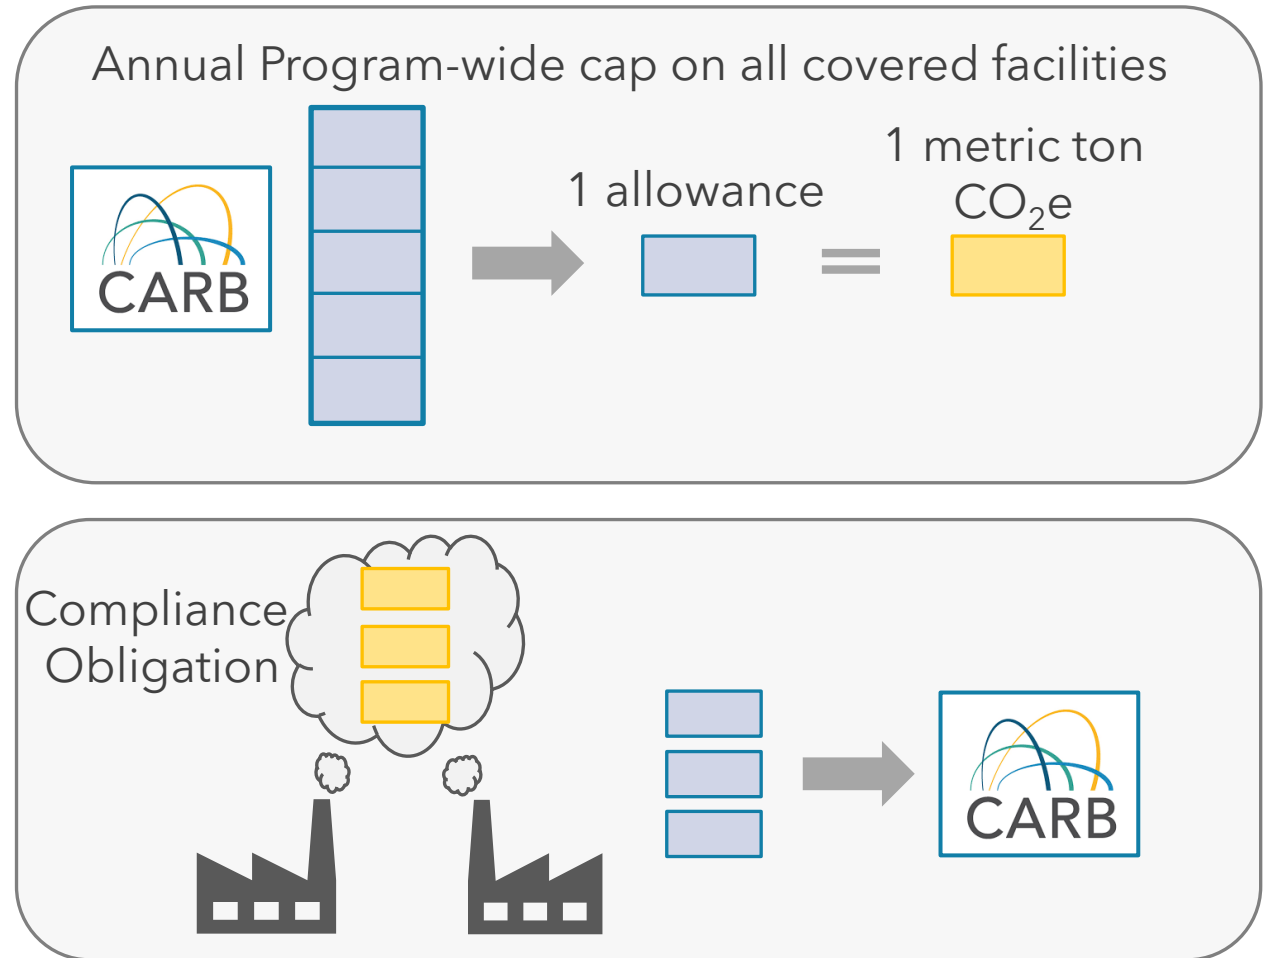 Annual Program-wide cap on all covered facilities
1 metric ton
1 allowance
CO₂e
CARB
Compliance
Obligation
CARB